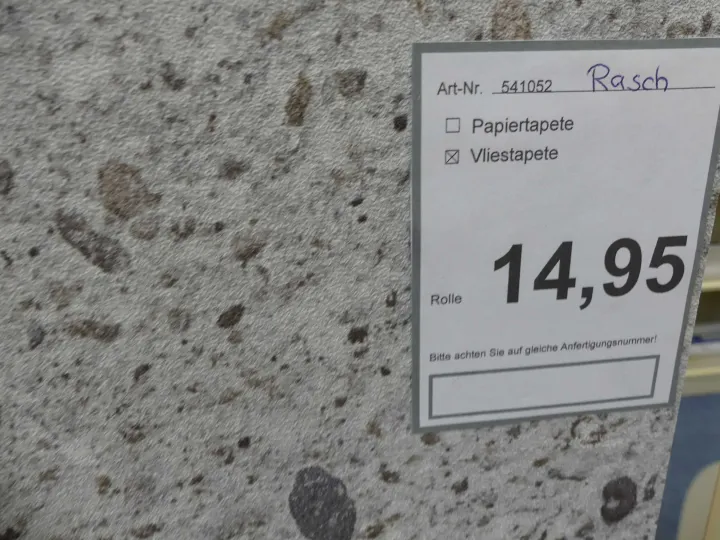 Art-Nr. 541052 Rasch
☐ Papiertapete
☒ Vliestapete
Rolle 14,95
Bitte achten Sie auf gleiche Anfertigungsnummer!